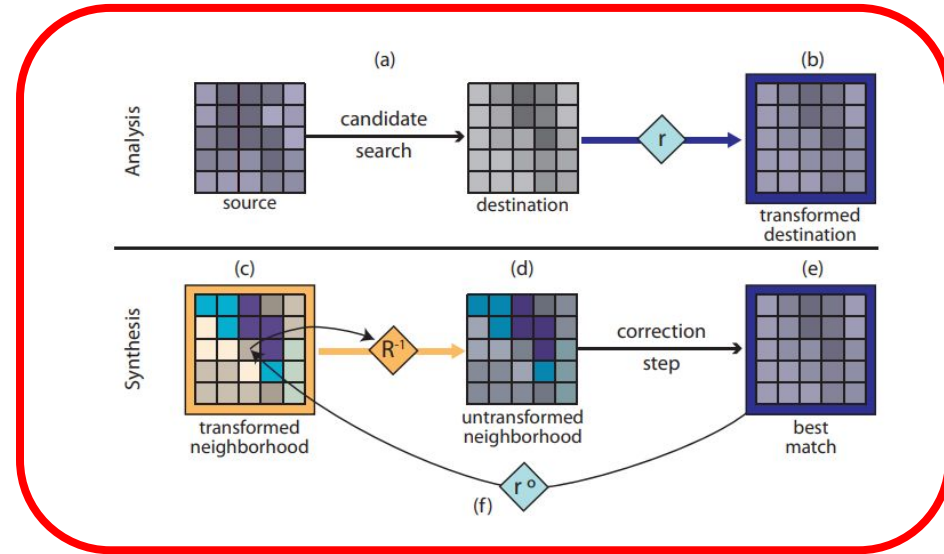 (a)
(b)
Analysis
candidate
search
r
source
destination
transformed
destination
(c)
(d)
(e)
Synthesis
R-1
correction
step
transformed
neighborhood
untransformed
neighborhood
best
match
(f)
r o